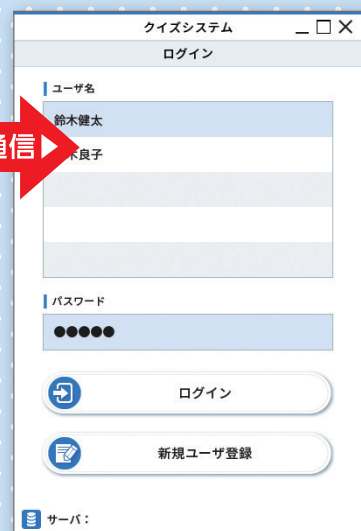 クイズシステム
ログイン
ユーザ名
鈴木健太
通信
木良子
パスワード
●●●●●
ログイン
新規ユーザ登録
サーバ：